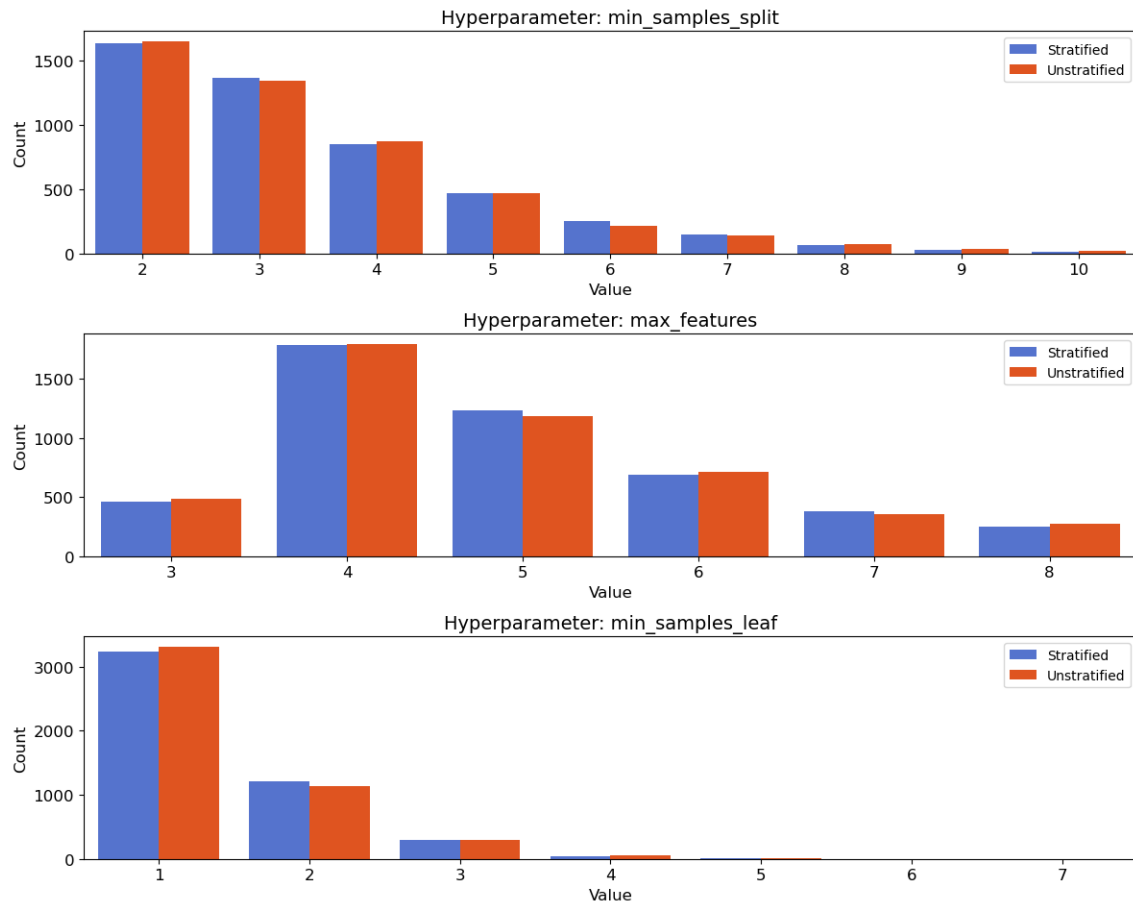 Hyperparameter: min_samples_split
Stratified
Unstratified
1500
1000
500
0
Count
2 3 4 5 6 7 8 9 10
Value
Hyperparameter: max_features
Stratified
Unstratified
1500
1000
500
0
Count
3 4 5 6 7 8
Value
Hyperparameter: min_samples_leaf
Stratified
Unstratified
3000
2000
1000
0
Count
1 2 3 4 5 6 7
Value